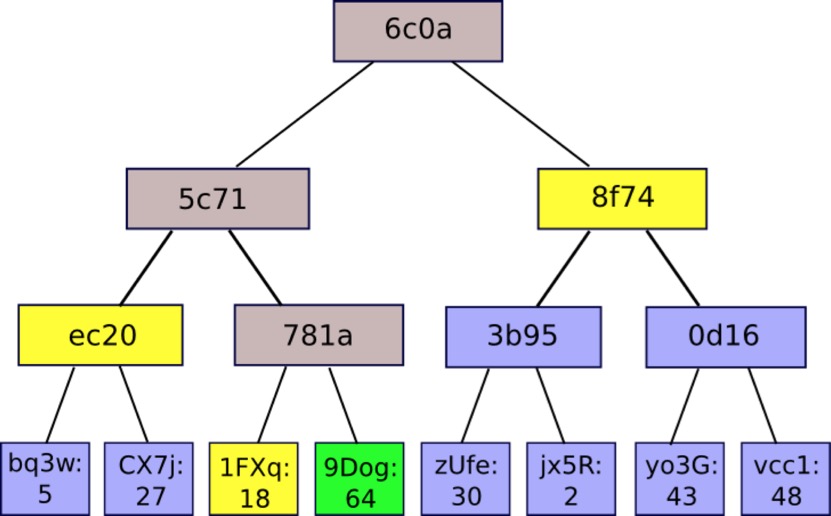 6c0a
5c71
8f74
ec20
781a
3b95
0d16
bq3w:
5
CX7j:
27
1FXq:
18
9Dog:
64
zUfe:
30
jx5R:
2
yo3G:
43
vcc1:
48